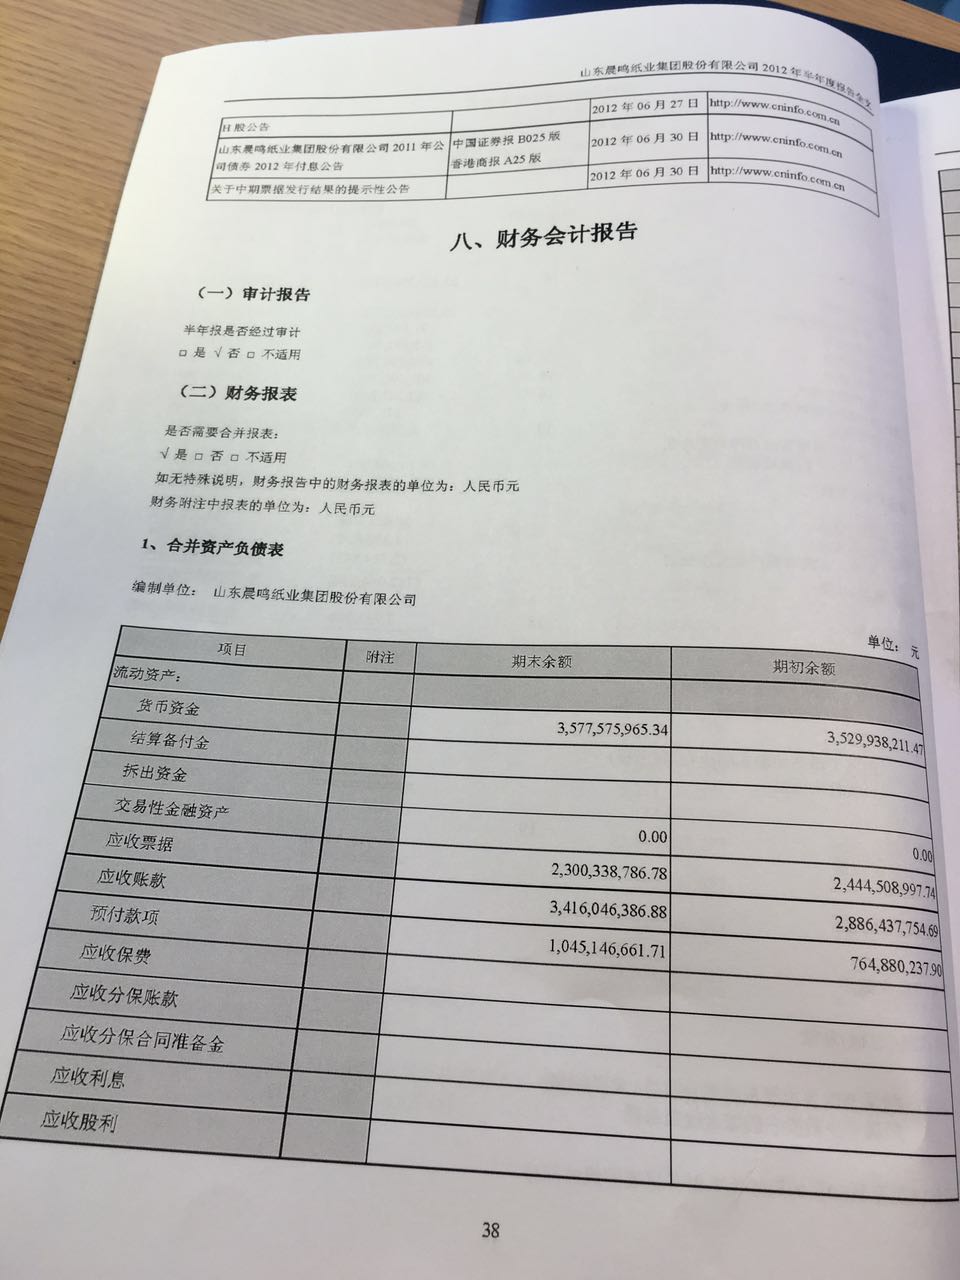 山东晨鸣纸业集团股份有限公司 2012 年半年度报告全文
H 股公告 2012 年 06 月 27 日 http://www.cninfo.com.cn
山东晨鸣纸业集团股份有限公司 2011 年公 中国证券报 B025 版 2012 年 06 月 30 日 http://www.cninfo.com.cn
司债券 2012 年付息公告 香港商报 A25 版
关于中期票据发行结果的提示性公告 2012 年 06 月 30 日 http://www.cninfo.com.cn
八、财务会计报告
（一）审计报告
半年报是否经过审计
□ 是 √ 否 □ 不适用
（二）财务报表
是否需要合并报表：
√ 是 □ 否 □ 不适用
如无特殊说明，财务报告中的财务报表的单位为：人民币元
财务附注中报表的单位为：人民币元
1、合并资产负债表
编制单位： 山东晨鸣纸业集团股份有限公司
单位： 元
项目 附注 期末余额 期初余额
流动资产：
货币资金 3,577,575,965.34 3,529,938,211.47
结算备付金
拆出资金
交易性金融资产 0.00 0.00
应收票据 2,300,338,786.78 2,444,508,997.74
应收账款 3,416,046,386.88 2,886,437,754.69
预付款项 1,045,146,661.71 764,880,237.90
应收保费
应收分保账款
应收分保合同准备金
应收利息
应收股利
38